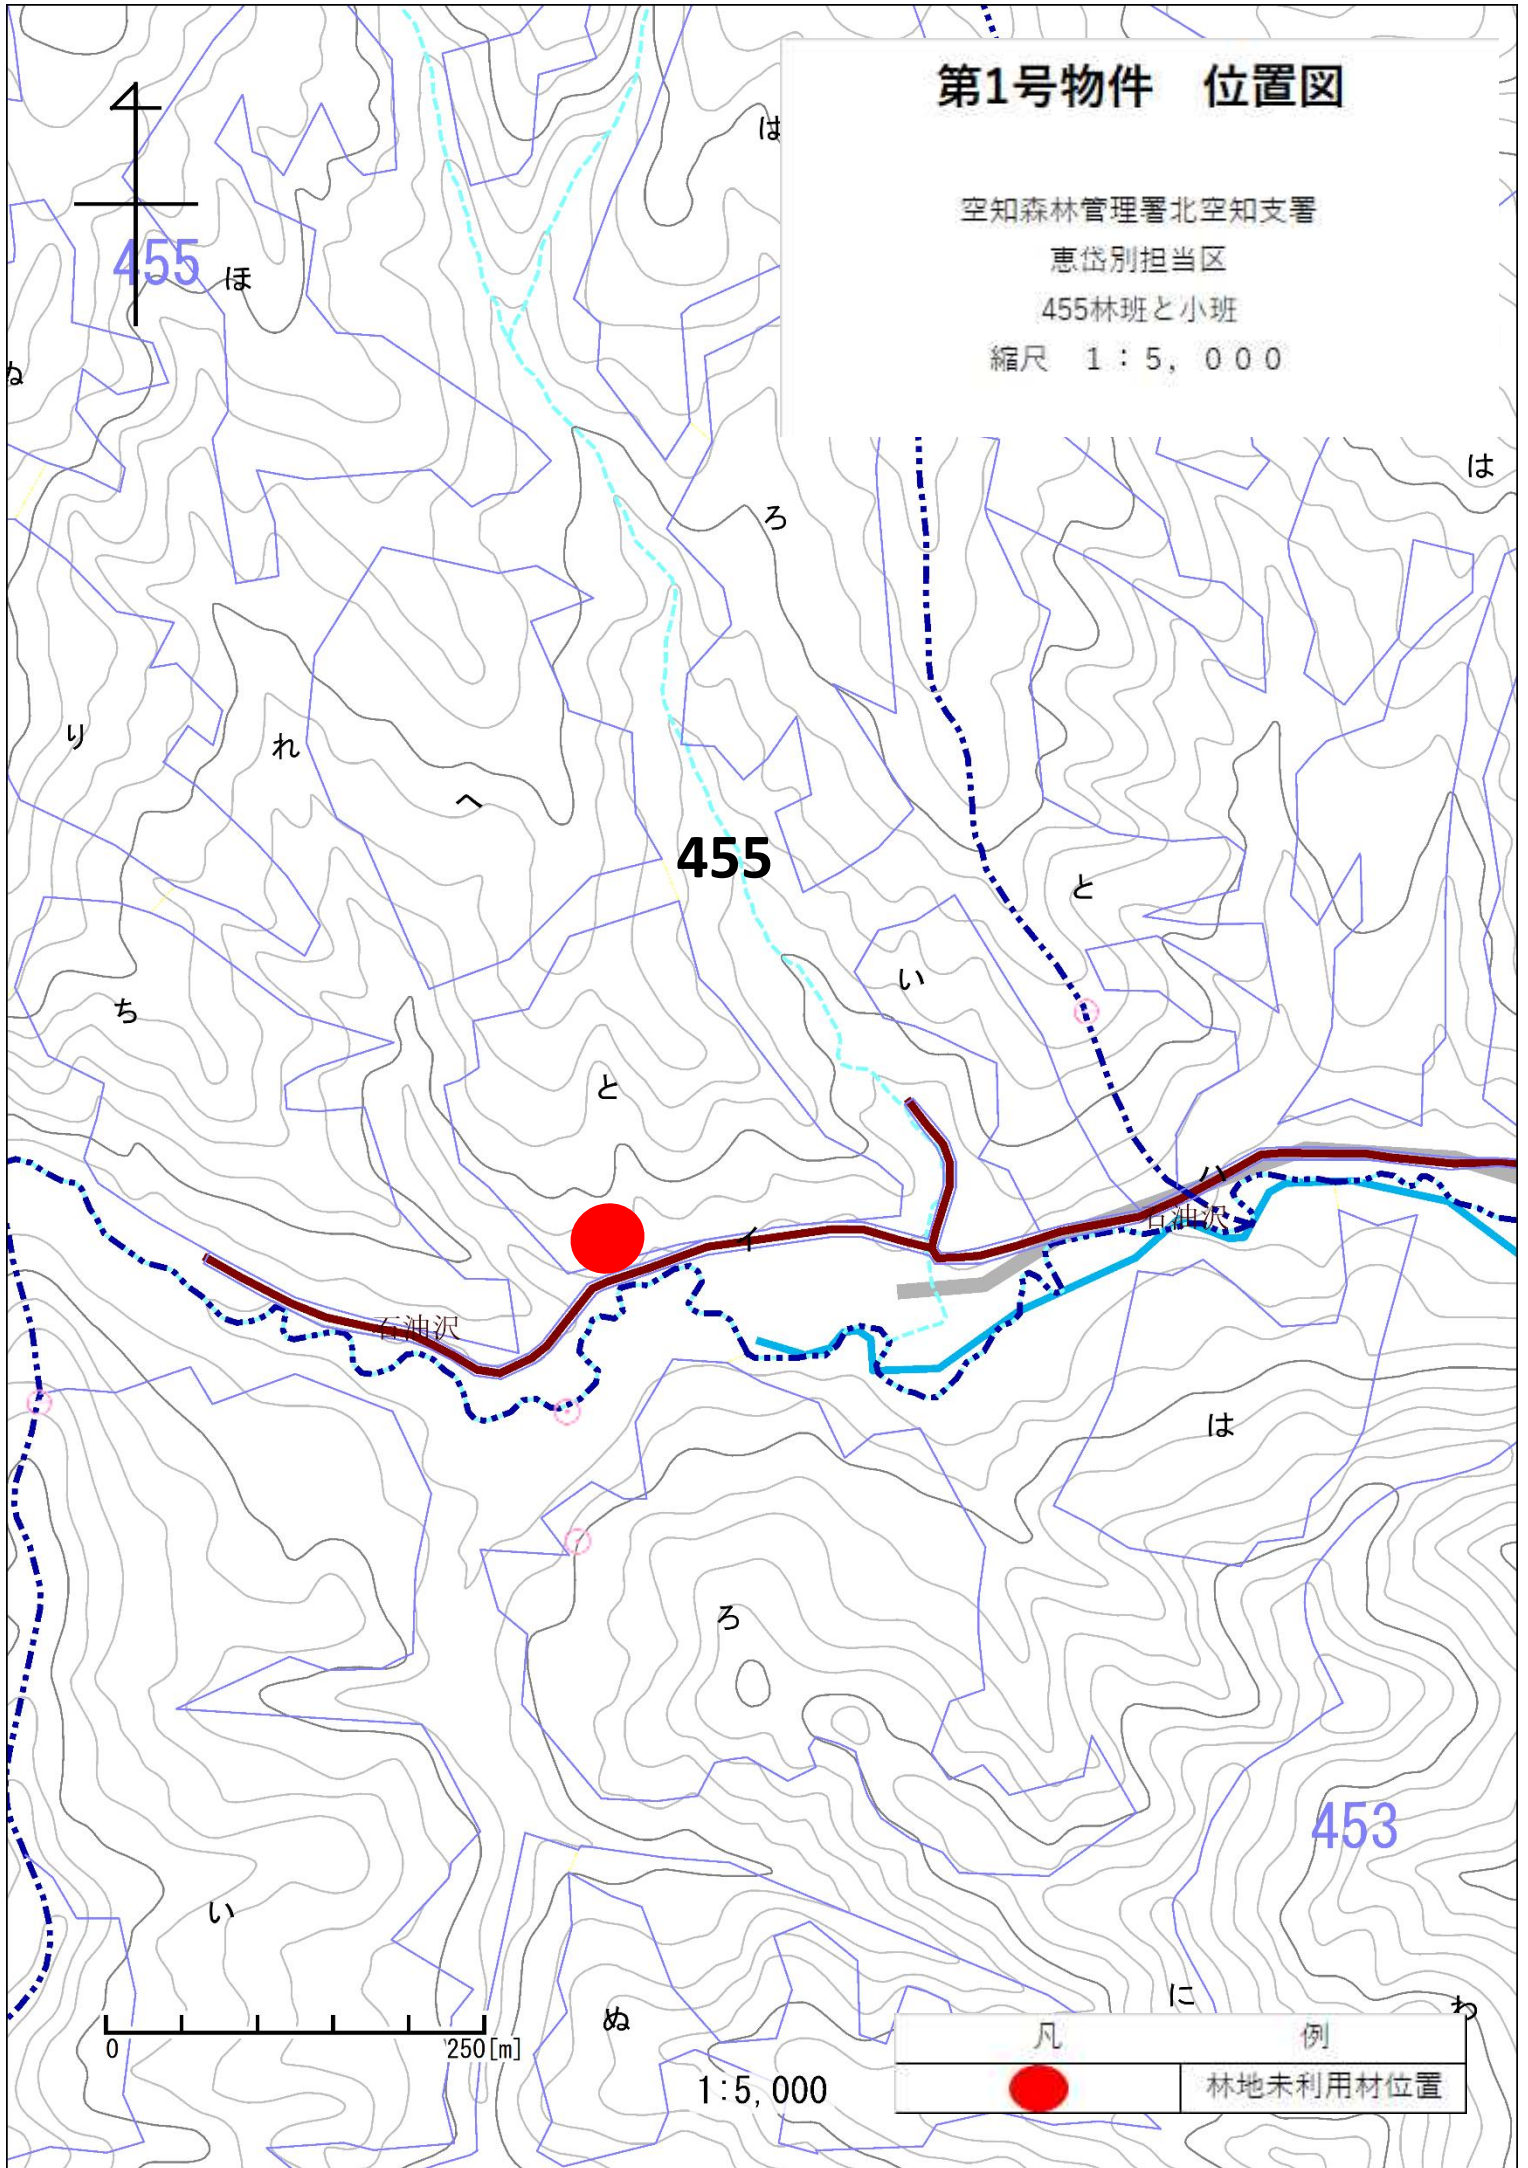 第1号物件　位置図
空知森林管理署北空知支署
恵岱別担当区
455林班と小班
縮尺　１：５，０００
は
455
ほ
ぬ
は
ろ
り
れ
へ
455
と
い
ち
と
ハ
石油沢
イ
石油沢
は
ろ
453
い
に
わ
ぬ
0
250[m]
1:5,000
凡　例
林地未利用材位置